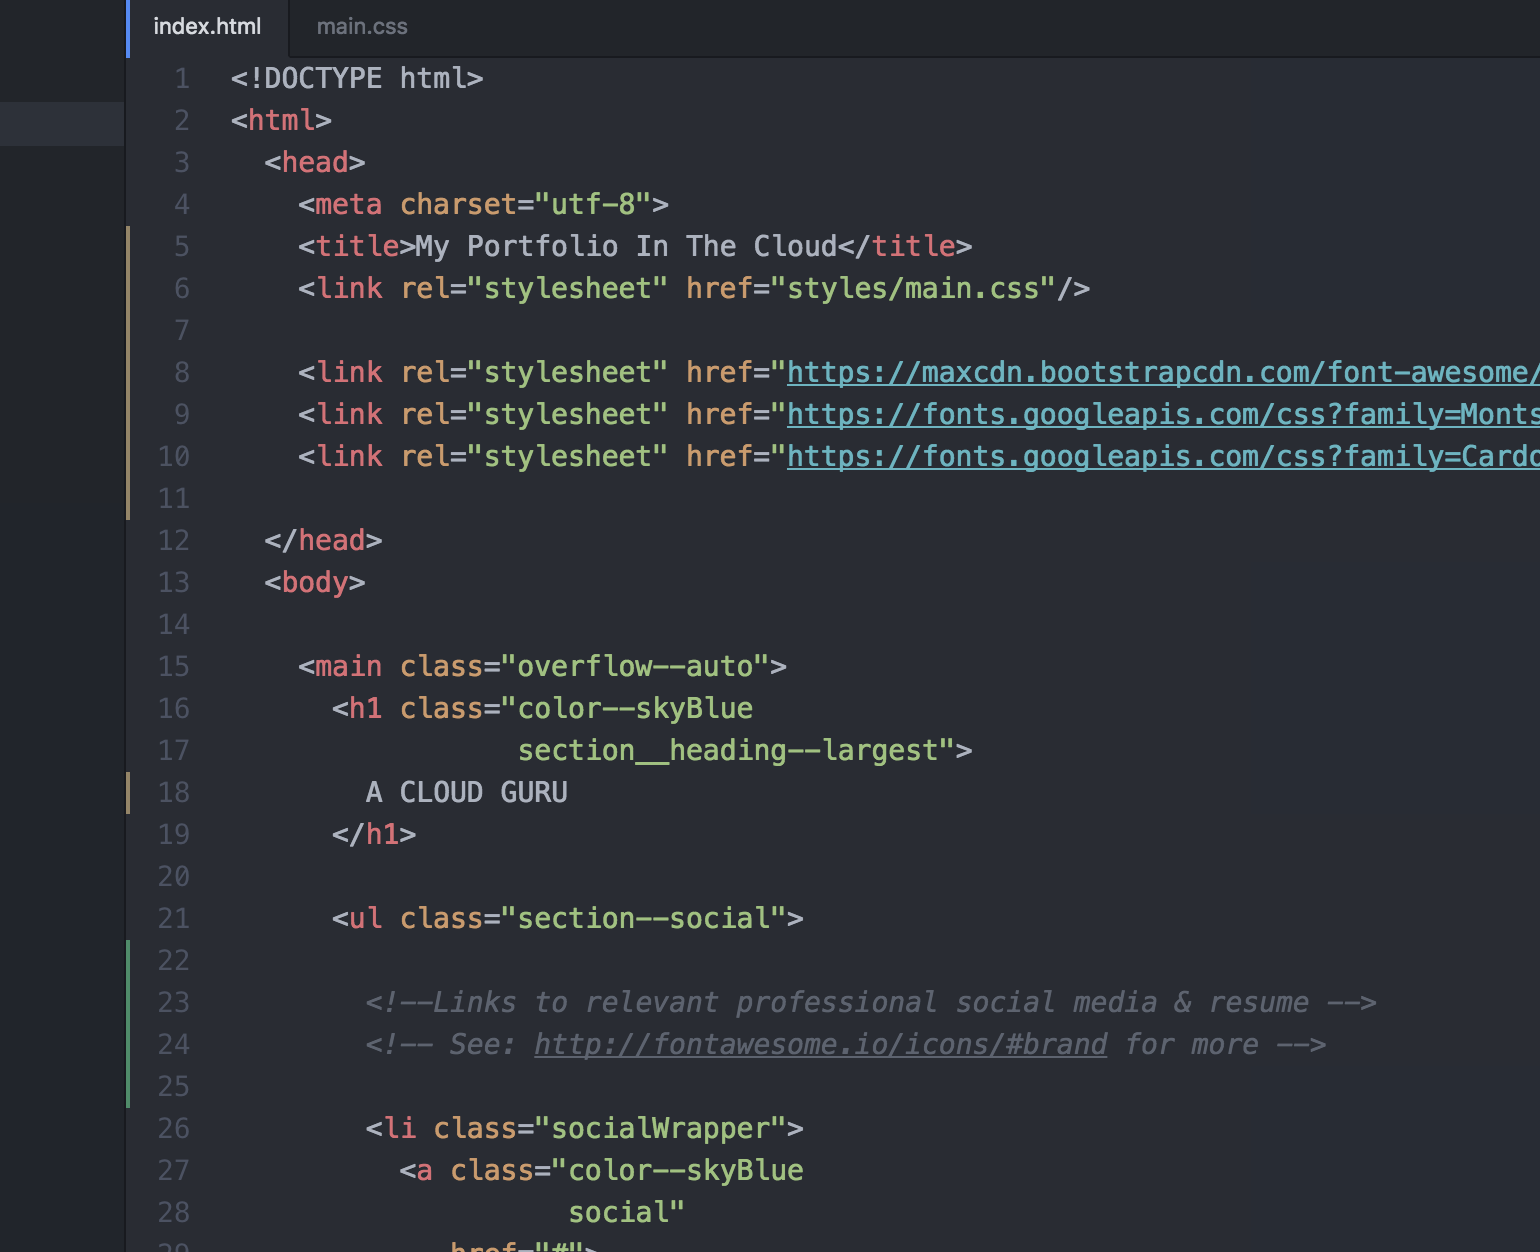 index.html main.css
1 <!DOCTYPE html>
2 <html>
3 <head>
4 <meta charset="utf-8">
5 <title>My Portfolio In The Cloud</title>
6 <link rel="stylesheet" href="styles/main.css"/>
7
8 <link rel="stylesheet" href="https://maxcdn.bootstrapcdn.com/font-awesome/
9 <link rel="stylesheet" href="https://fonts.googleapis.com/css?family=Monts
10 <link rel="stylesheet" href="https://fonts.googleapis.com/css?family=Cardo
11
12 </head>
13 <body>
14
15 <main class="overflow--auto">
16 <h1 class="color--skyBlue
17 section__heading--largest">
18 A CLOUD GURU
19 </h1>
20
21 <ul class="section--social">
22
23 <!--Links to relevant professional social media & resume -->
24 <!-- See: http://fontawesome.io/icons/#brand for more -->
25
26 <li class="socialWrapper">
27 <a class="color--skyBlue
28 social"
29 href="#">